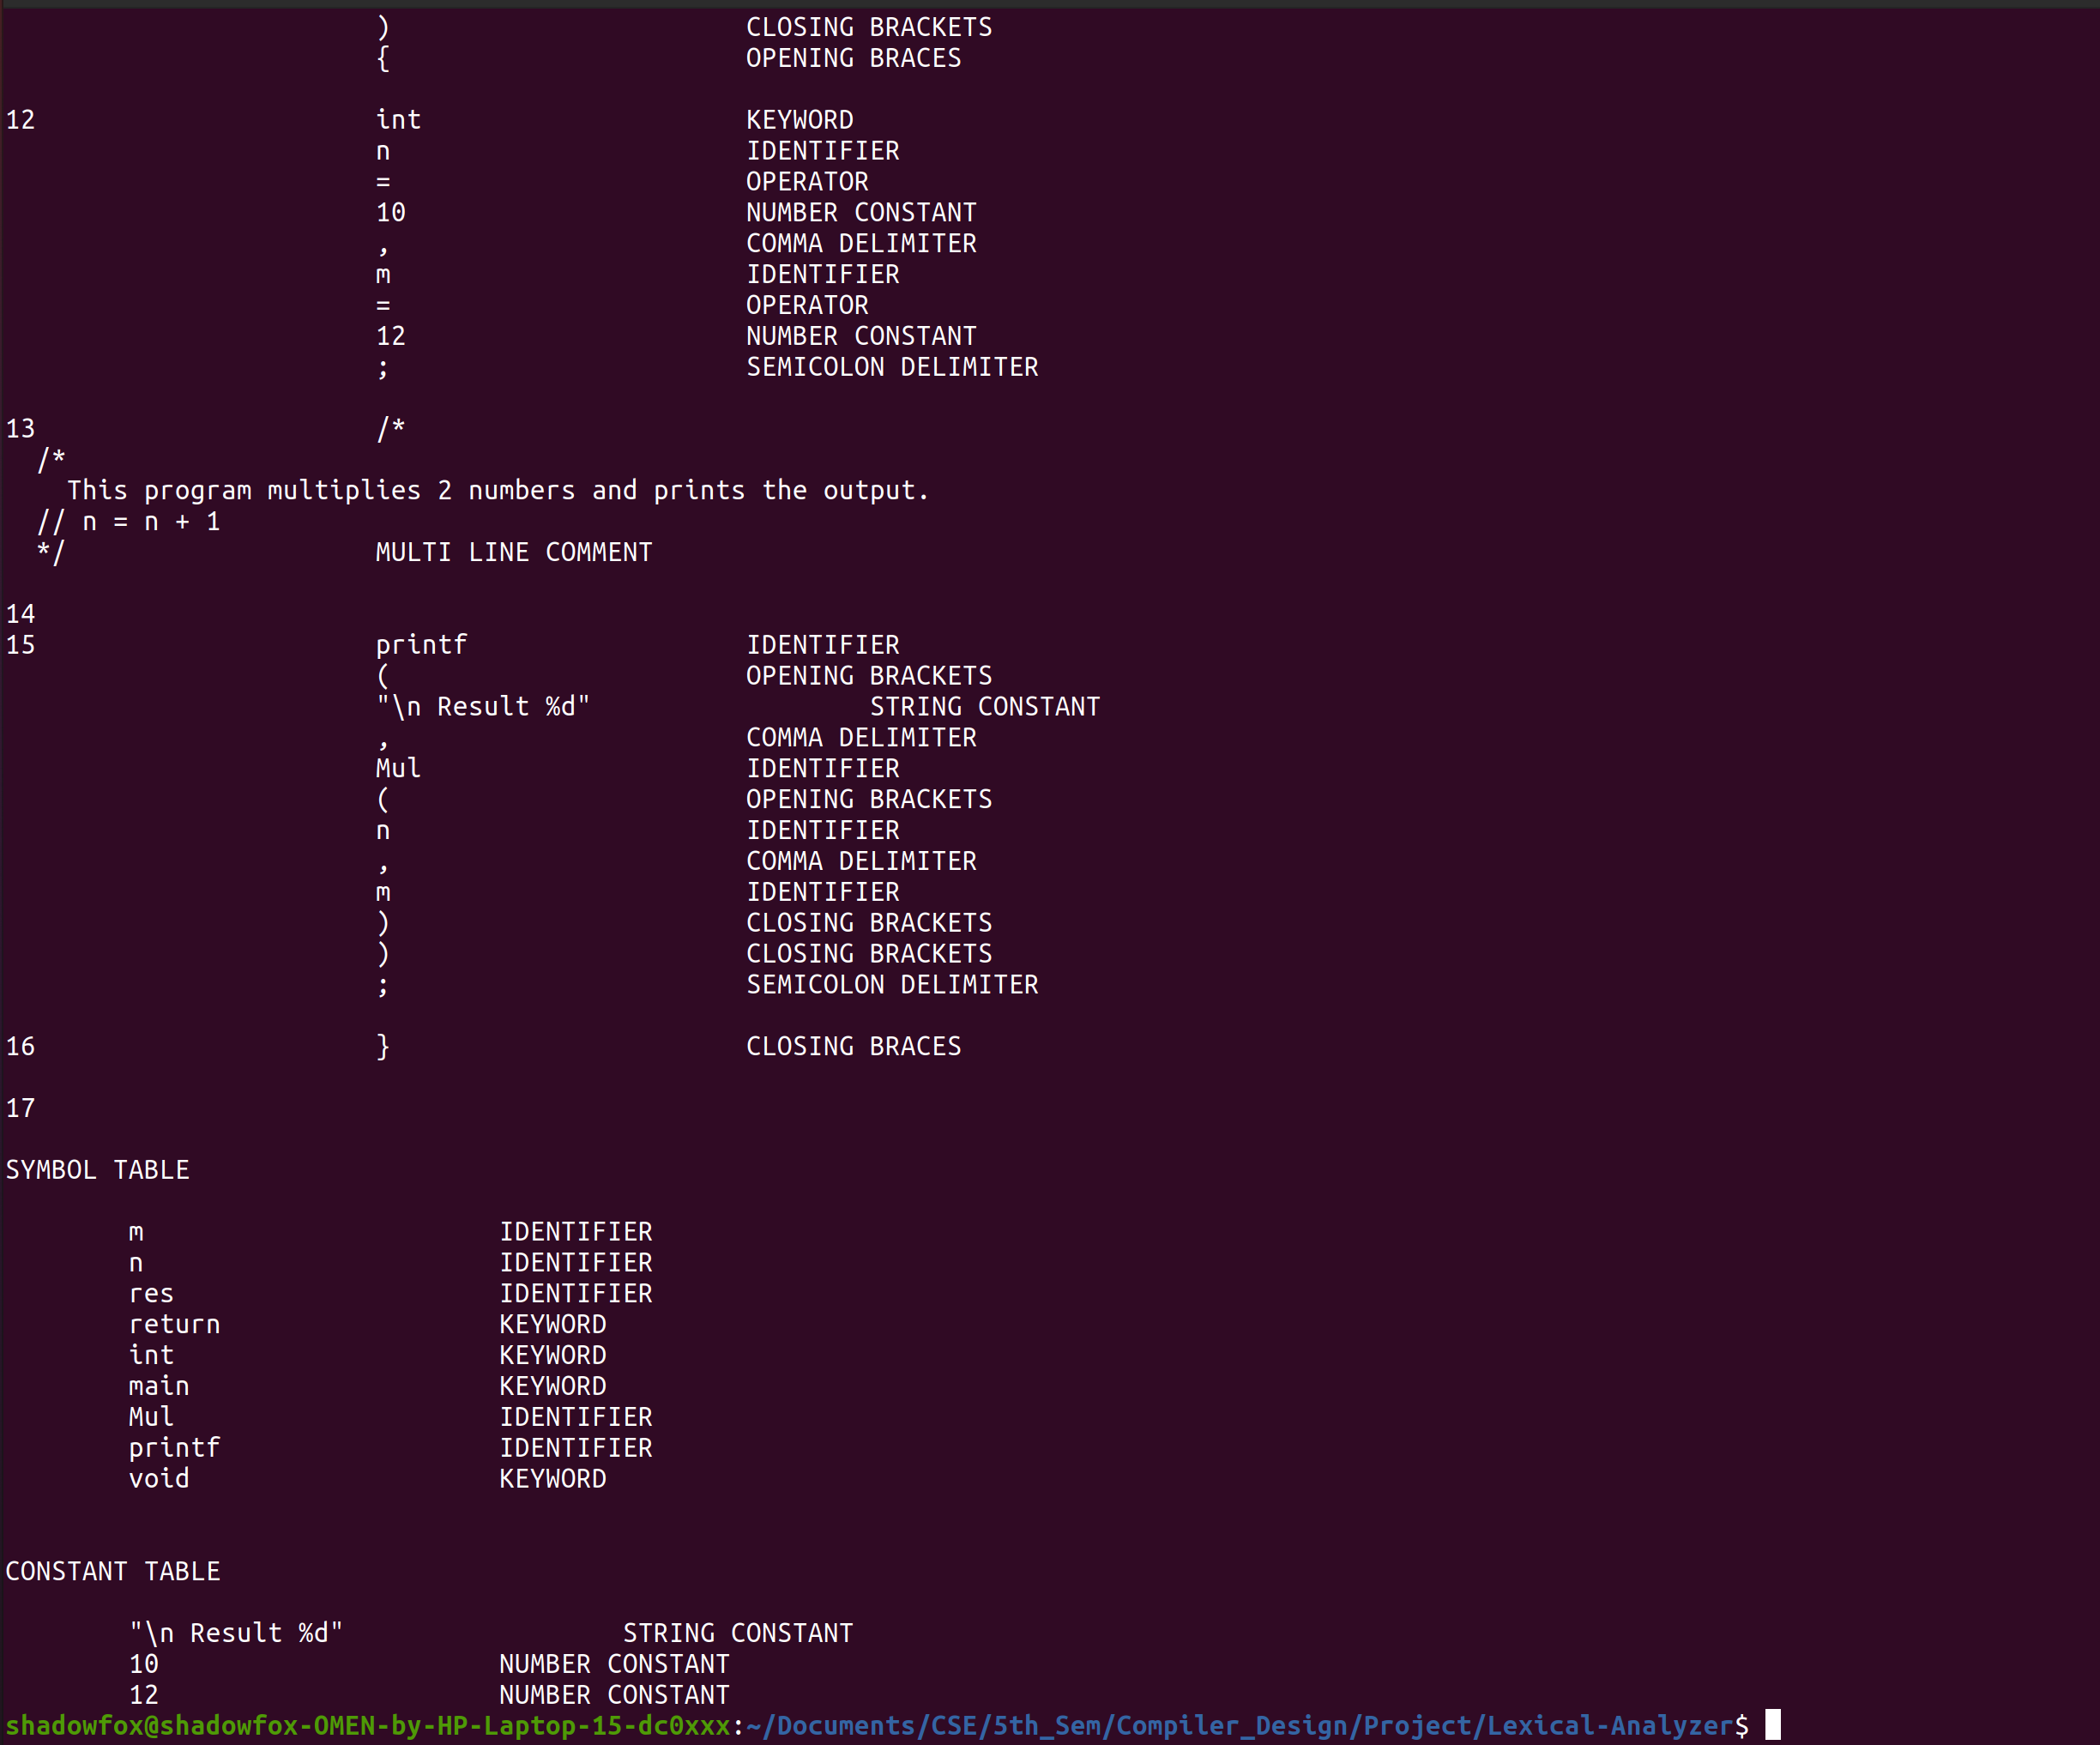 )                       CLOSING BRACKETS
                        {                       OPENING BRACES

12                      int                     KEYWORD
                        n                       IDENTIFIER
                        =                       OPERATOR
                        10                      NUMBER CONSTANT
                        ,                       COMMA DELIMITER
                        m                       IDENTIFIER
                        =                       OPERATOR
                        12                      NUMBER CONSTANT
                        ;                       SEMICOLON DELIMITER

13                      /*
  /*
    This program multiplies 2 numbers and prints the output.
  // n = n + 1
  */                    MULTI LINE COMMENT

14
15                      printf                  IDENTIFIER
                        (                       OPENING BRACKETS
                        "\n Result %d"                  STRING CONSTANT
                        ,                       COMMA DELIMITER
                        Mul                     IDENTIFIER
                        (                       OPENING BRACKETS
                        n                       IDENTIFIER
                        ,                       COMMA DELIMITER
                        m                       IDENTIFIER
                        )                       CLOSING BRACKETS
                        )                       CLOSING BRACKETS
                        ;                       SEMICOLON DELIMITER

16                      }                       CLOSING BRACES

17

SYMBOL TABLE

        m                       IDENTIFIER
        n                       IDENTIFIER
        res                     IDENTIFIER
        return                  KEYWORD
        int                     KEYWORD
        main                    KEYWORD
        Mul                     IDENTIFIER
        printf                  IDENTIFIER
        void                    KEYWORD


CONSTANT TABLE

        "\n Result %d"                  STRING CONSTANT
        10                      NUMBER CONSTANT
        12                      NUMBER CONSTANT
shadowfox@shadowfox-OMEN-by-HP-Laptop-15-dc0xxx:~/Documents/CSE/5th_Sem/Compiler_Design/Project/Lexical-Analyzer$